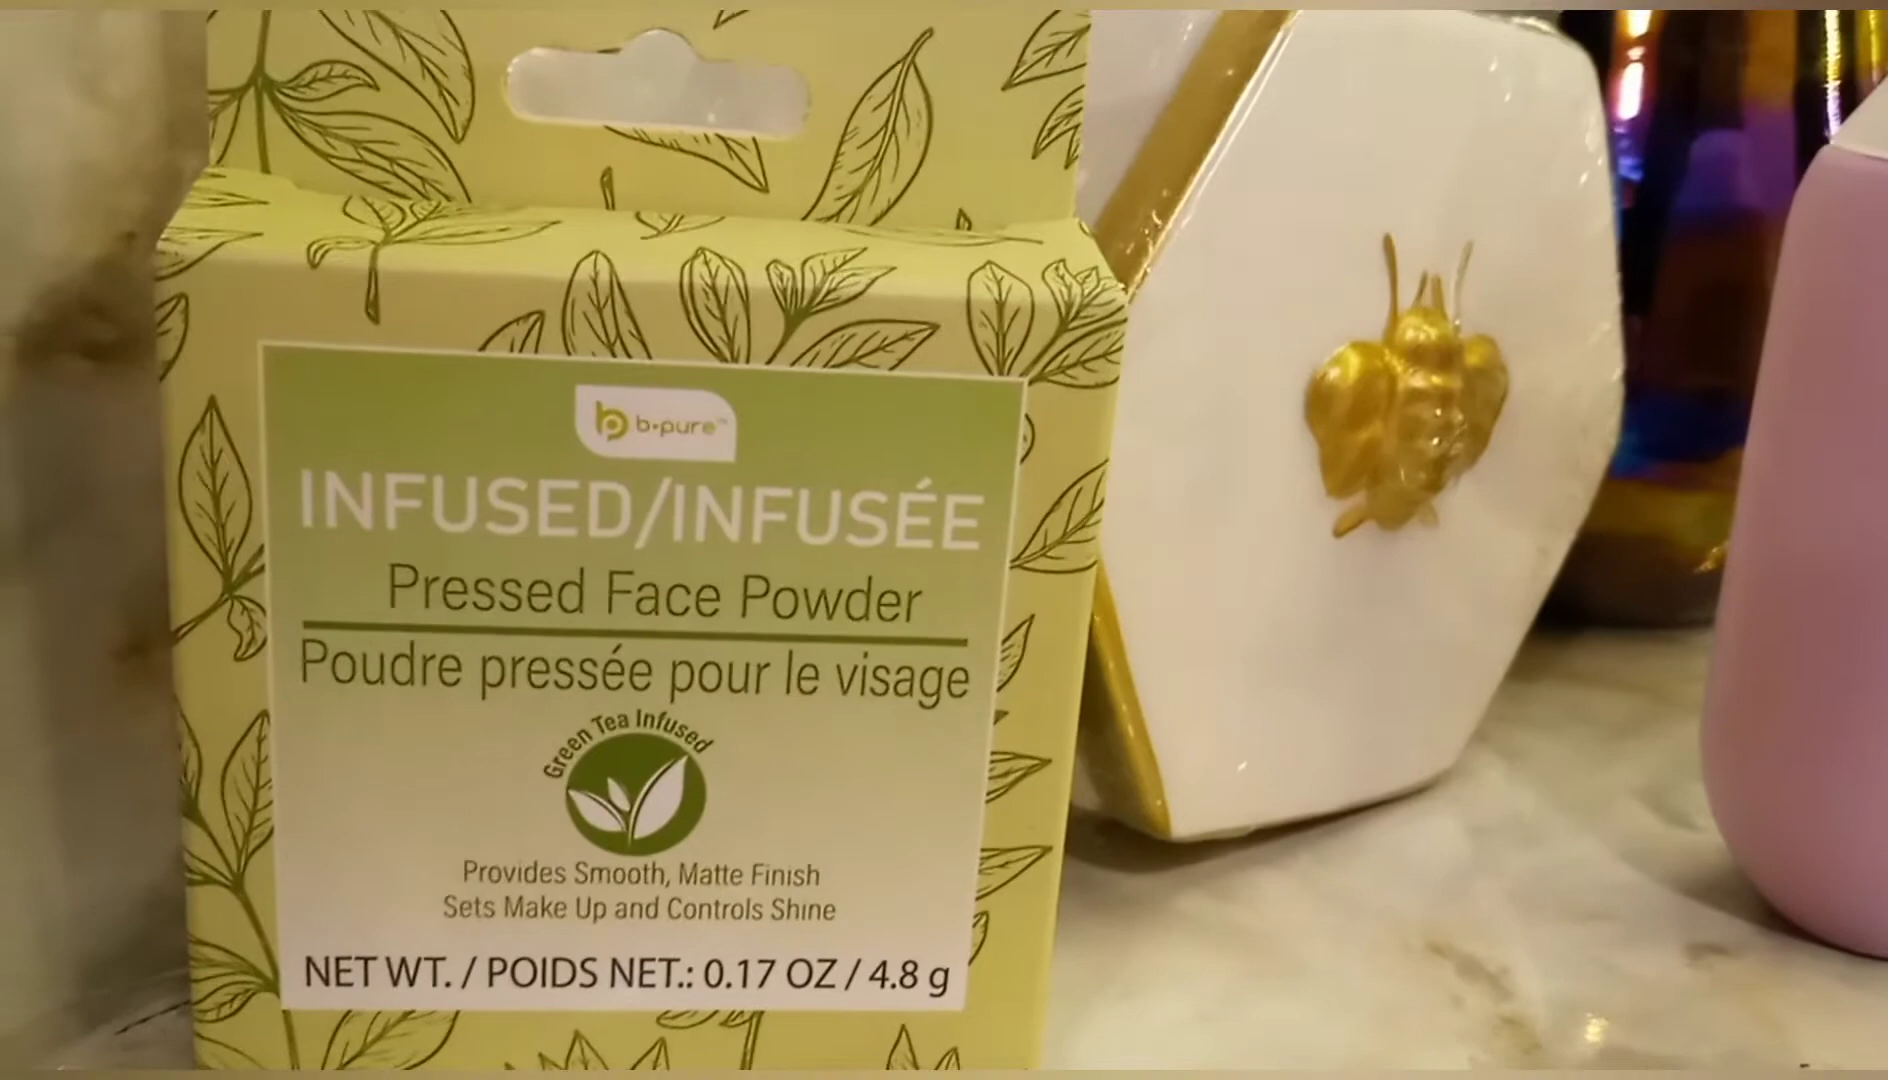 b•pure™
INFUSED/INFUSÉE
Pressed Face Powder
Poudre pressée pour le visage
Green Tea Infused
Provides Smooth, Matte Finish
Sets Make Up and Controls Shine
NET WT. / POIDS NET.: 0.17 OZ / 4.8 g